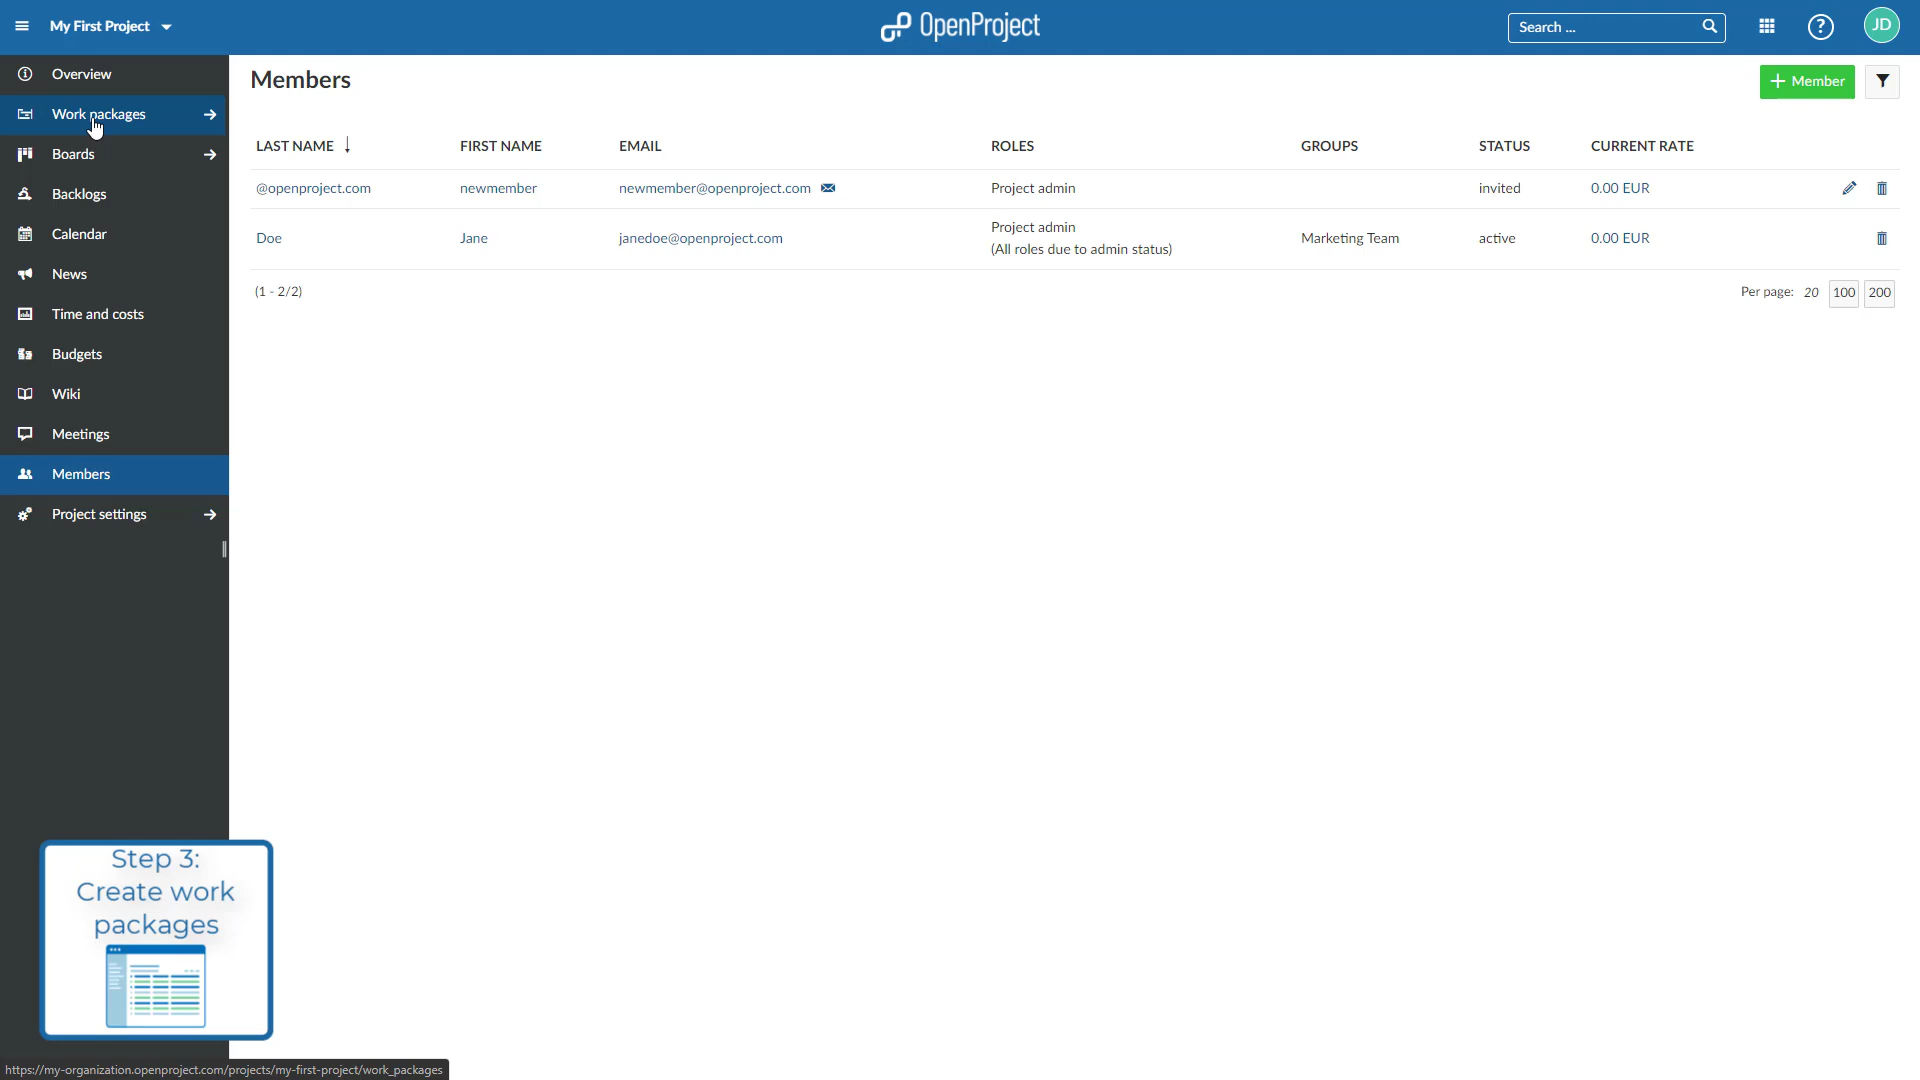 My First Project
OpenProject
Search ...
?
JD
Overview
Work packages
Boards
Backlogs
Calendar
News
Time and costs
Budgets
Wiki
Meetings
Members
Project settings
Members
+ Member
LAST NAME FIRST NAME EMAIL ROLES GROUPS STATUS CURRENT RATE
@openproject.com newmember newmember@openproject.com Project admin invited 0.00 EUR
Doe Jane janedoe@openproject.com Project admin Marketing Team active 0.00 EUR
(All roles due to admin status)
(1 - 2/2)
Per page: 20 100 200
Step 3:
Create work
packages
https://my-organization.openproject.com/projects/my-first-project/work_packages